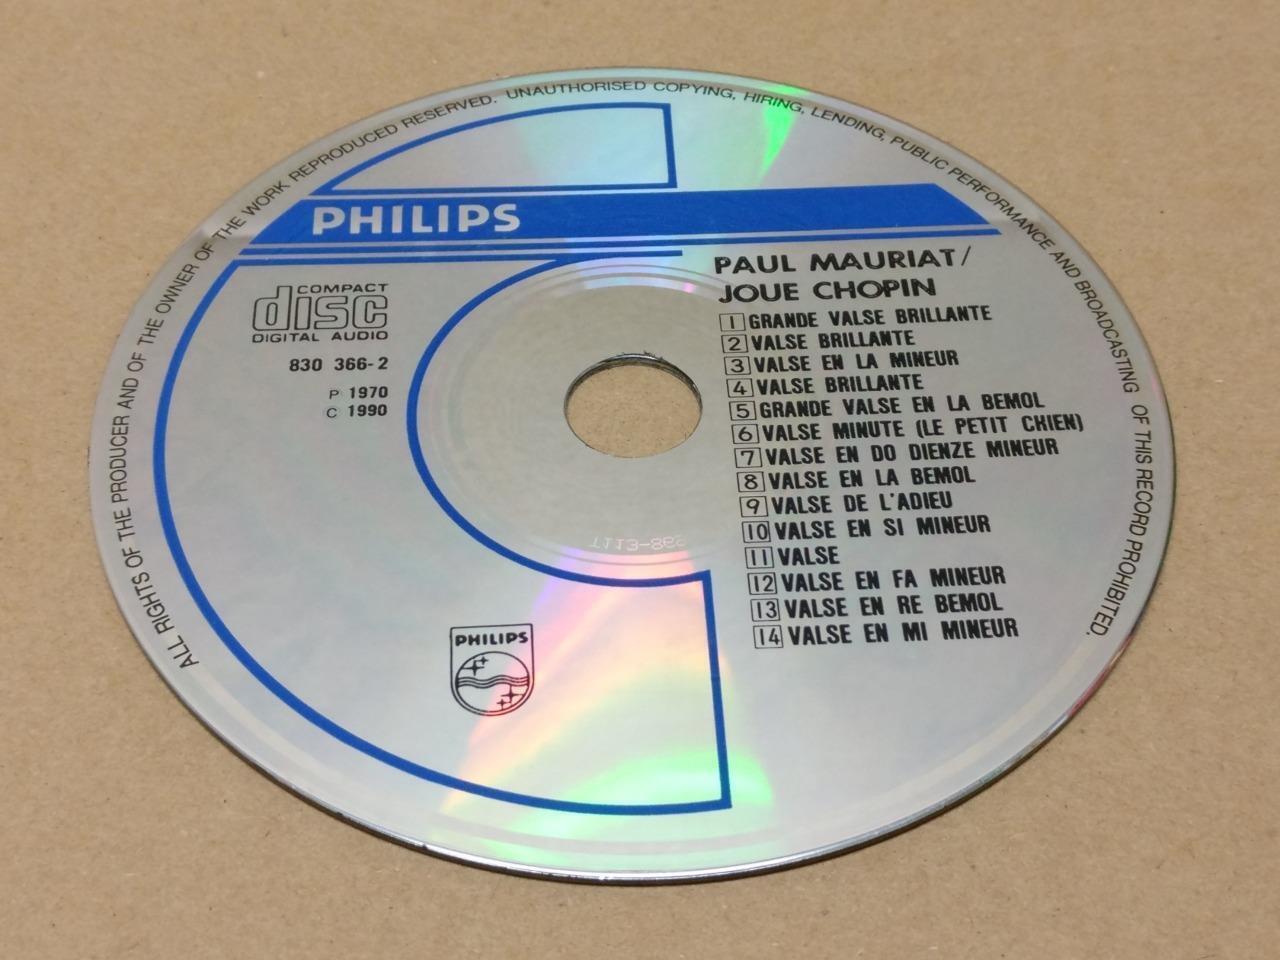 ALL RIGHTS OF THE PRODUCER AND OF THE OWNER OF THE WORK REPRODUCED RESERVED. UNAUTHORISED COPYING, HIRING, LENDING, PUBLIC PERFORMANCE AND BROADCASTING OF THIS RECORD PROHIBITED.
PHILIPS
COMPACT
disc
DIGITAL AUDIO
830 366-2
P 1970
C 1990
PAUL MAURIAT/
JOUE CHOPIN
1 GRANDE VALSE BRILLANTE
2 VALSE BRILLANTE
3 VALSE EN LA MINEUR
4 VALSE BRILLANTE
5 GRANDE VALSE EN LA BEMOL
6 VALSE MINUTE (LE PETIT CHIEN)
7 VALSE EN DO DIENZE MINEUR
8 VALSE EN LA BEMOL
9 VALSE DE L'ADIEU
10 VALSE EN SI MINEUR
11 VALSE
12 VALSE EN FA MINEUR
13 VALSE EN RE BEMOL
14 VALSE EN MI MINEUR
PHILIPS